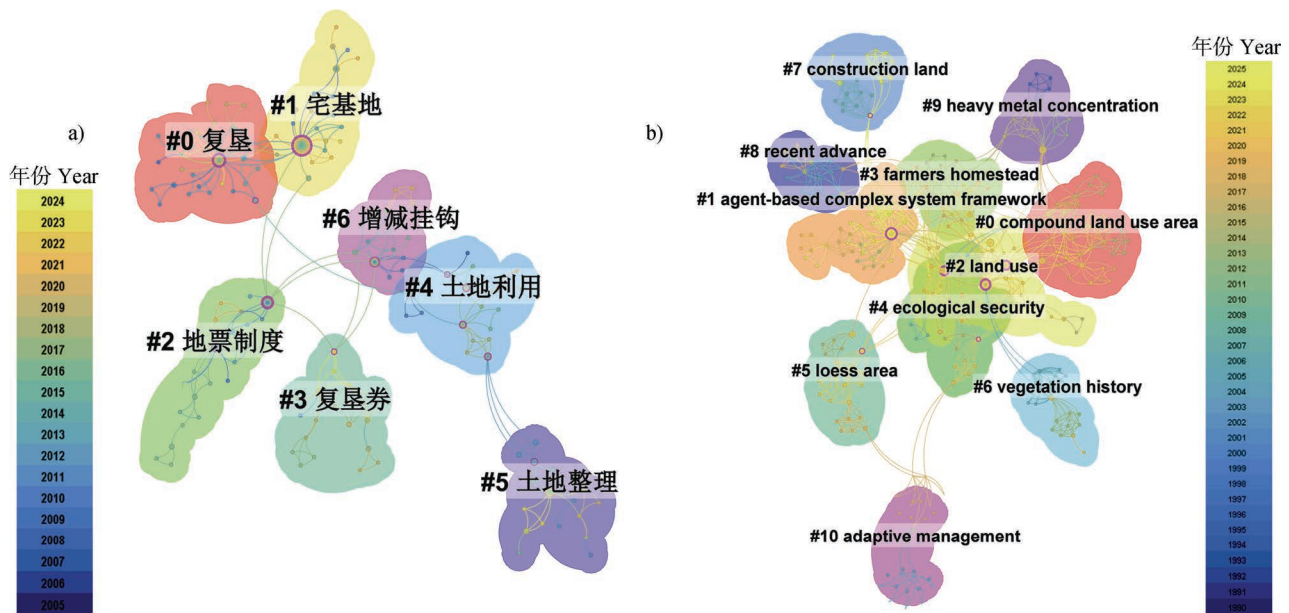 a)
年份 Year
2024
2023
2022
2021
2020
2019
2018
2017
2016
2015
2014
2013
2012
2011
2010
2009
2008
2007
2006
2005
#1 宅基地
#0 复垦
#6 增减挂钩
#4 土地利用
#2 地票制度
#3 复垦券
#5 土地整理
b)
#7 construction land
#9 heavy metal concentration
#8 recent advance
#3 farmers homestead
#1 agent-based complex system framework
#0 compound land use area
#2 land use
#4 ecological security
#5 loess area
#6 vegetation history
#10 adaptive management
年份 Year
2025
2024
2023
2022
2021
2020
2019
2018
2017
2016
2015
2014
2012
2011
2010
2009
2008
2007
2006
2005
2004
2003
2002
2001
2000
1999
1998
1997
1996
1995
1994
1993
1992
1991
1990